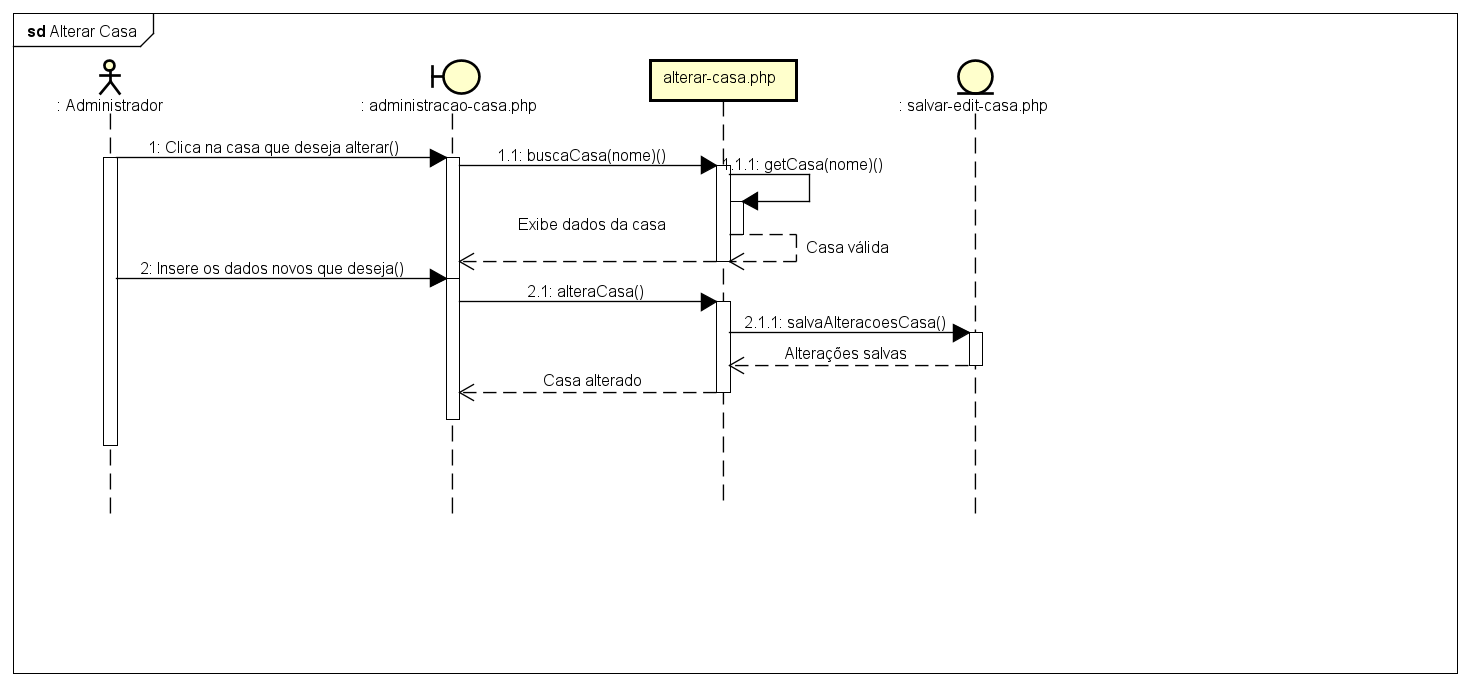 sd Alterar Casa
: Administrador
: administracao-casa.php
alterar-casa.php
: salvar-edit-casa.php
1: Clica na casa que deseja alterar()
1.1: buscaCasa(nome)()
1.1.1: getCasa(nome)()
Exibe dados da casa
Casa válida
2: Insere os dados novos que deseja()
2.1: alteraCasa()
2.1.1: salvaAlteracoesCasa()
Alterações salvas
Casa alterado